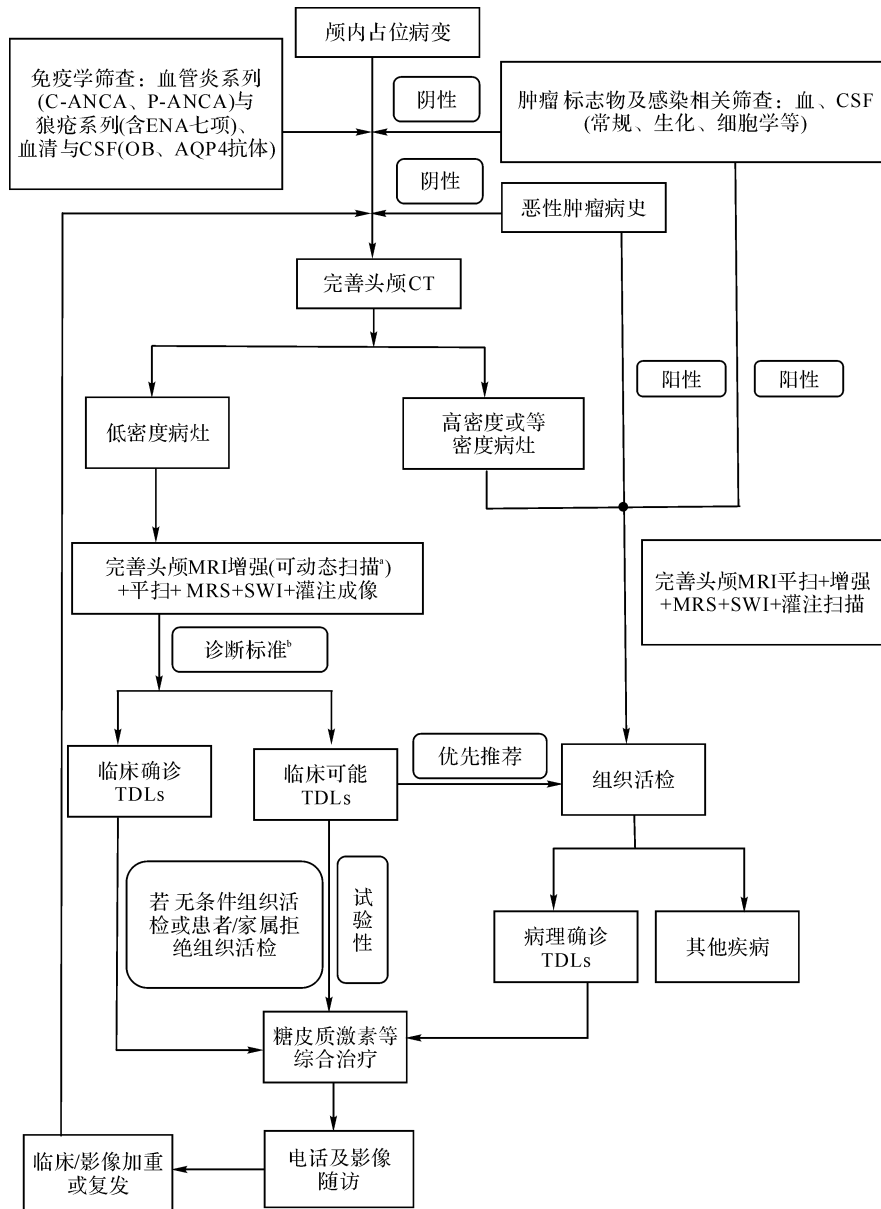 颅内占位病变
免疫学筛查：血管炎系列
(C-ANCA、P-ANCA)与
狼疮系列(含ENA七项)、
血清与CSF(OB、AQP4抗体)
阴性
肿瘤标志物及感染相关筛查：血、CSF
(常规、生化、细胞学等)
阴性
恶性肿瘤病史
完善头颅CT
阳性
阳性
低密度病灶
高密度或等
密度病灶
完善头颅MRI增强(可动态扫描a)
+平扫+MRS+SWI+灌注成像
完善头颅MRI平扫+增强
+MRS+SWI+灌注扫描
诊断标准b
临床确诊
TDLs
临床可能
TDLs
优先推荐
组织活检
若无条件组织活
检或患者/家属拒
绝组织活检
试
验
性
病理确诊
TDLs
其他疾病
糖皮质激素等
综合治疗
临床/影像加重
或复发
电话及影像
随访